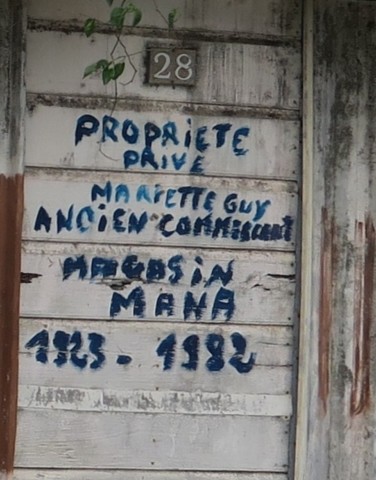 28
PROPRIETE
PRIVE
MARIETTE GUY
ANCIEN COMMERCANT
MAGASIN
MANA
1923 - 1982